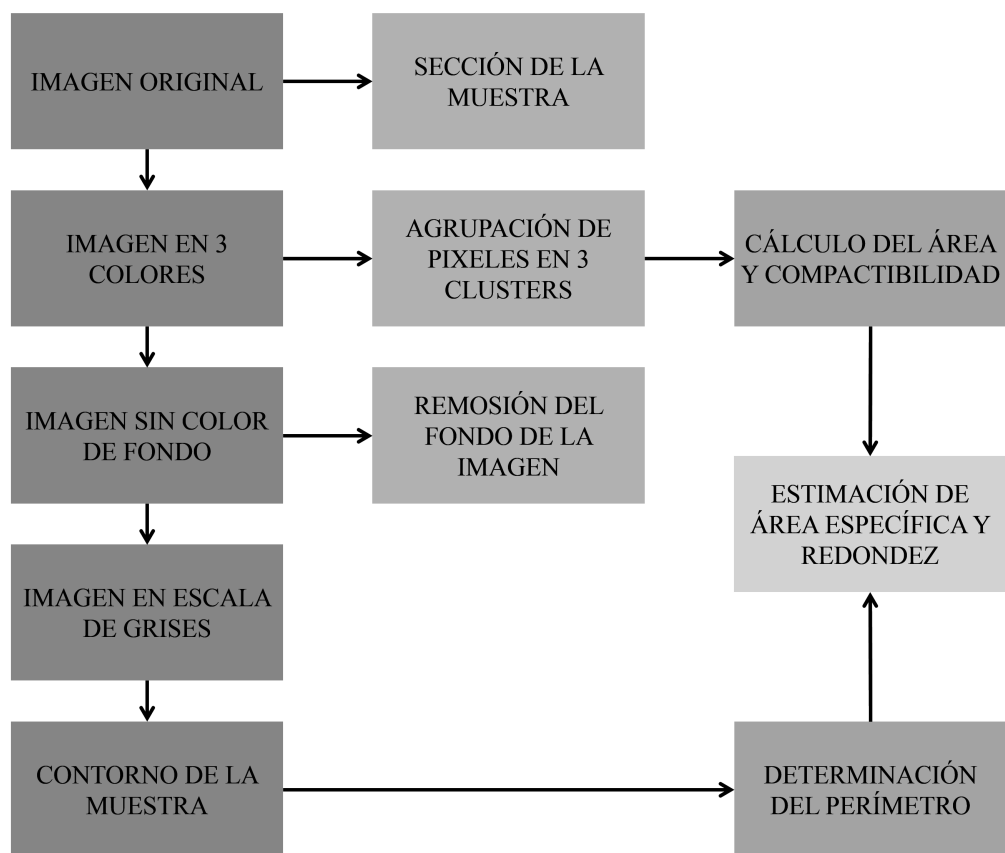 IMAGEN ORIGINAL
SECCIÓN DE LA
MUESTRA
IMAGEN EN 3
COLORES
AGRUPACIÓN DE
PIXELES EN 3
CLUSTERS
CÁLCULO DEL ÁREA
Y COMPACTIBILIDAD
IMAGEN SIN COLOR
DE FONDO
REMOSIÓN DEL
FONDO DE LA
IMAGEN
ESTIMACIÓN DE
ÁREA ESPECÍFICA Y
REDONDEZ
IMAGEN EN ESCALA
DE GRISES
CONTORNO DE LA
MUESTRA
DETERMINACIÓN
DEL PERÍMETRO